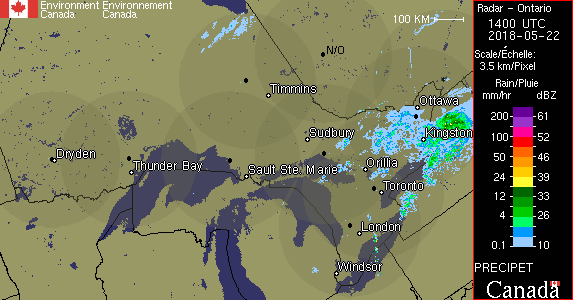 Environment Environnement
Canada Canada
100 KM
N/O
Timmins
Ottawa
Sudbury
Kingston
Dryden
Thunder Bay
Sault Ste. Marie
Orillia
Toronto
London
Windsor
Radar - Ontario
1400 UTC
2018-05-22
Scale/Échelle:
3.5 km/Pixel
Rain/Pluie
mm/hr dBZ
200 61
100 52
50 46
24 39
12 33
4 26
0.1 10
PRECIPET
Canada